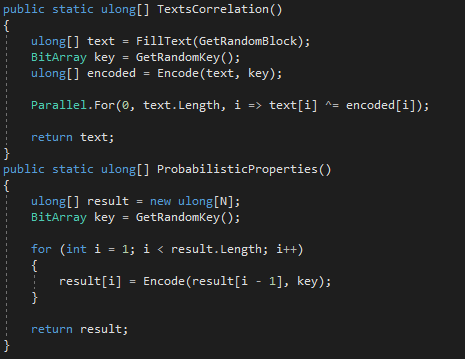 public static ulong[] TextsCorrelation()
{
    ulong[] text = FillText(GetRandomBlock);
    BitArray key = GetRandomKey();
    ulong[] encoded = Encode(text, key);

    Parallel.For(0, text.Length, i => text[i] ^= encoded[i]);

    return text;
}
public static ulong[] ProbabilisticProperties()
{
    ulong[] result = new ulong[N];
    BitArray key = GetRandomKey();

    for (int i = 1; i < result.Length; i++)
    {
        result[i] = Encode(result[i - 1], key);
    }

    return result;
}